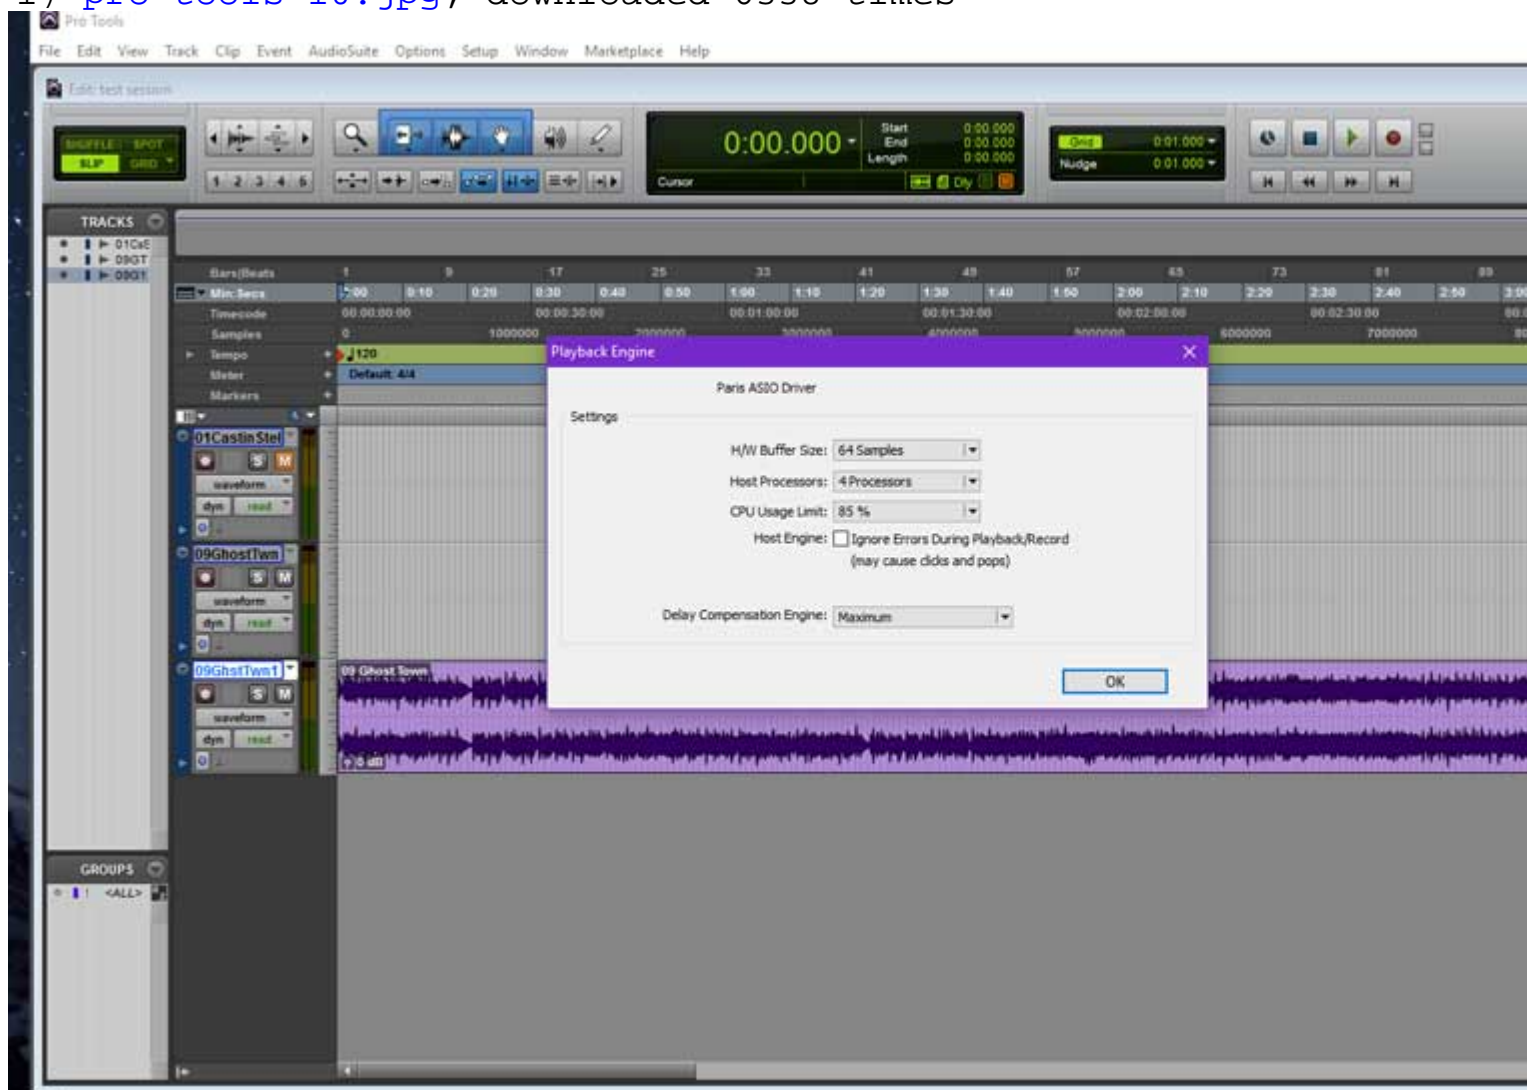 Pro Tools
File Edit View Track Clip Event AudioSuite Options Setup Window Marketplace Help
Edit: test session
SHUFFLE SPOT
SLIP GRID
1 2 3 4 5
0:00.000
Start 0:00.000
End 0:00.000
Length 0:00.000
Cursor
Dly
Grid 0:01.000
Nudge 0:01.000
TRACKS
01CsS
09GT
09G1
Bars|Beats 1 9 17 25 33 41 49 57 65 73 81 89
Min:Secs 0:00 0:10 0:20 0:30 0:40 0:50 1:00 1:10 1:20 1:30 1:40 1:50 2:00 2:10 2:20 2:30 2:40 2:50 3:00
Timecode 00:00:00:00 00:00:30:00 00:01:00:00 00:01:30:00 00:02:00:00 00:02:30:00
Samples 0 1000000 2000000 3000000 4000000 5000000 6000000 7000000
Tempo 120
Meter Default: 4/4
Markers
Playback Engine
Paris ASIO Driver
Settings
H/W Buffer Size: 64 Samples
Host Processors: 4 Processors
CPU Usage Limit: 85 %
Host Engine: Ignore Errors During Playback/Record
(may cause clicks and pops)
Delay Compensation Engine: Maximum
OK
01CastinStel
S M
waveform
dyn read
09GhostTwn
S M
waveform
dyn read
09GhstTwn1
S M
waveform
dyn read
09 Ghost Town
0 dB
GROUPS
! <ALL>